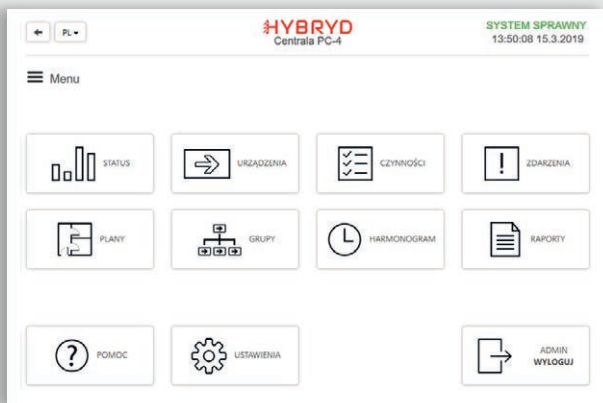 PL
HYBRYD
Centrala PC-4
SYSTEM SPRAWNY
13:50:08 15.3.2019
Menu
STATUS
URZĄDZENIA
CZYNNOŚCI
ZDARZENIA
PLANY
GRUPY
HARMONOGRAM
RAPORTY
POMOC
USTAWIENIA
ADMIN
WYLOGUJ